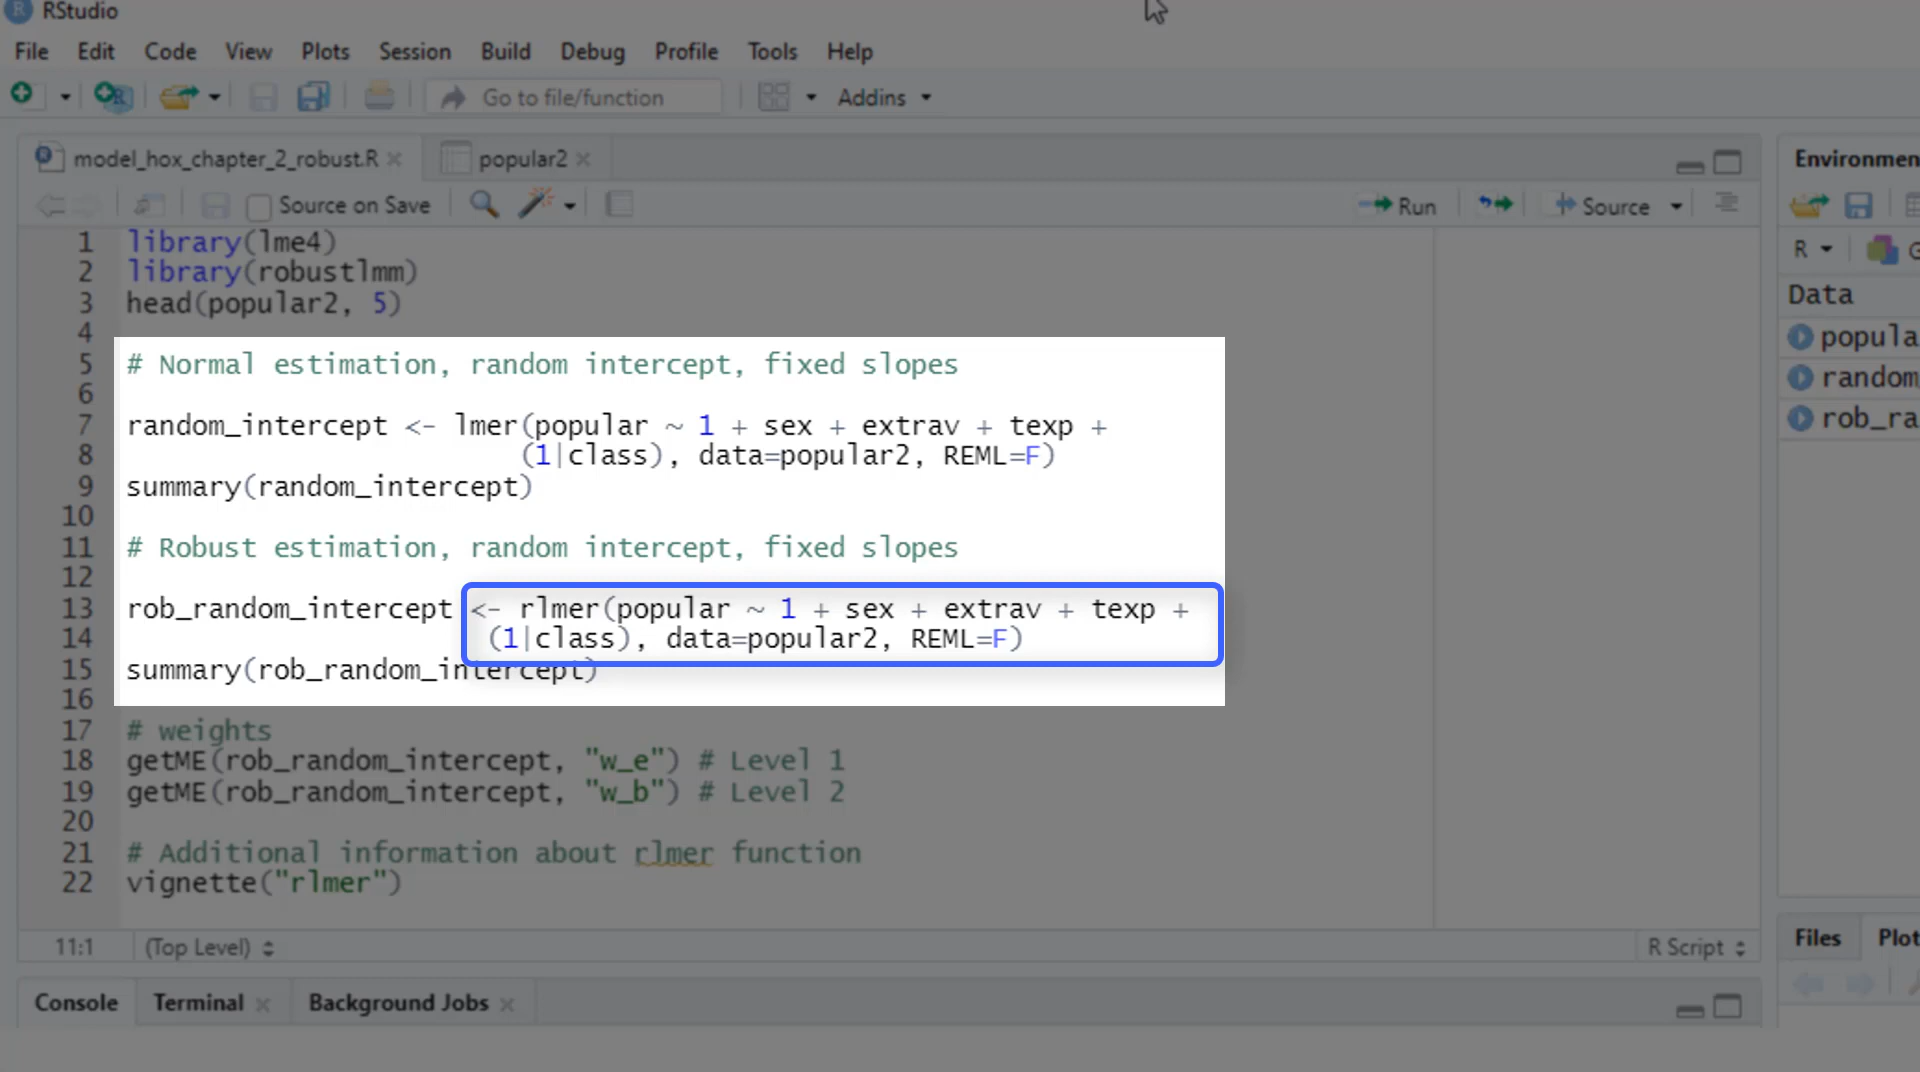 RStudio
File Edit Code View Plots Session Build Debug Profile Tools Help
Go to file/function Addins
model_hox_chapter_2_robust.R popular2 Environmen
Source on Save Run Source
1 library(lme4)
2 library(robustlmm)
3 head(popular2, 5)
4
5 # Normal estimation, random intercept, fixed slopes
6
7 random_intercept <- lmer(popular ~ 1 + sex + extrav + texp +
8 (1|class), data=popular2, REML=F)
9 summary(random_intercept)
10
11 # Robust estimation, random intercept, fixed slopes
12
13 rob_random_intercept <- rlmer(popular ~ 1 + sex + extrav + texp +
14 (1|class), data=popular2, REML=F)
15 summary(rob_random_intercept)
16
17 # weights
18 getME(rob_random_intercept, "w_e") # Level 1
19 getME(rob_random_intercept, "w_b") # Level 2
20
21 # Additional information about rlmer function
22 vignette("rlmer")
11:1 (Top Level) R Script
Console Terminal Background Jobs
R G
Data
popula
random
rob_ra
Files Plot